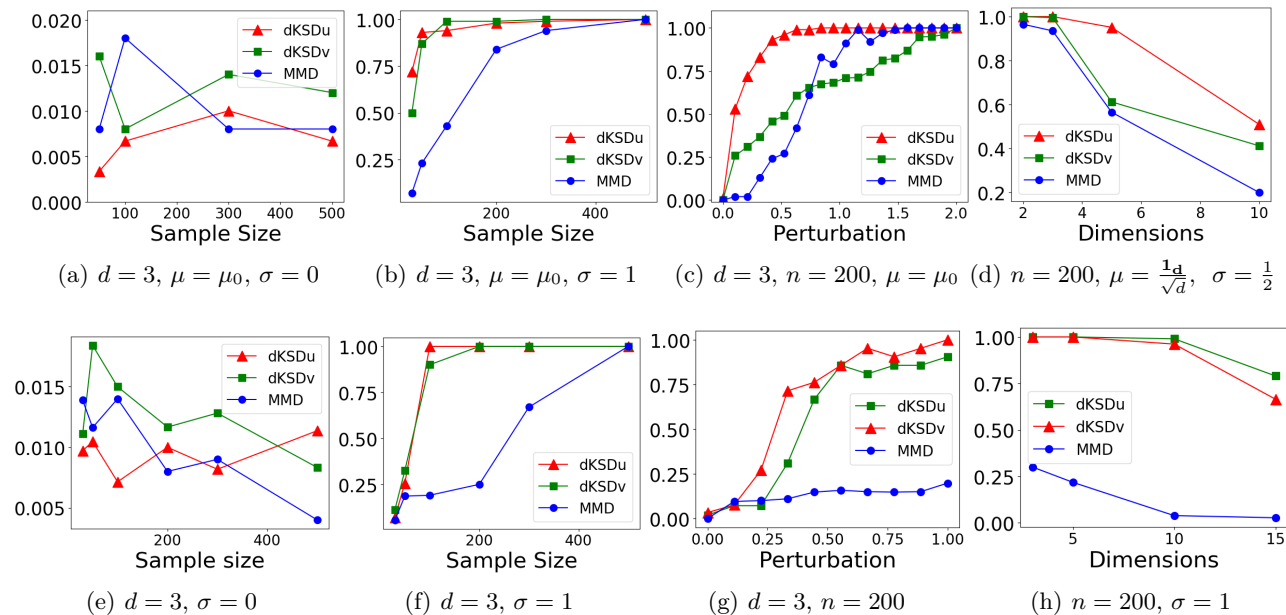 0.020
0.015
0.010
0.005
0.000
100 200 300 400 500
Sample Size
dKSDu
dKSDv
MMD
(a) d = 3, μ = μ₀, σ = 0
1.00
0.75
0.50
0.25
200 400
Sample Size
dKSDu
dKSDv
MMD
(b) d = 3, μ = μ₀, σ = 1
1.00
0.75
0.50
0.25
0.00
0.0 0.5 1.0 1.5 2.0
Perturbation
dKSDu
dKSDv
MMD
(c) d = 3, n = 200, μ = μ₀
1.0
0.8
0.6
0.4
0.2
2 4 6 8 10
Dimensions
dKSDu
dKSDv
MMD
(d) n = 200, μ = 1_d/√d, σ = 1/2
0.015
0.010
0.005
200 400
Sample size
dKSDu
dKSDv
MMD
(e) d = 3, σ = 0
1.00
0.75
0.50
0.25
200 400
Sample Size
dKSDu
dKSDv
MMD
(f) d = 3, σ = 1
1.00
0.75
0.50
0.25
0.00
0.00 0.25 0.50 0.75 1.00
Perturbation
dKSDu
dKSDv
MMD
(g) d = 3, n = 200
1.00
0.75
0.50
0.25
0.00
5 10 15
Dimensions
dKSDu
dKSDv
MMD
(h) n = 200, σ = 1